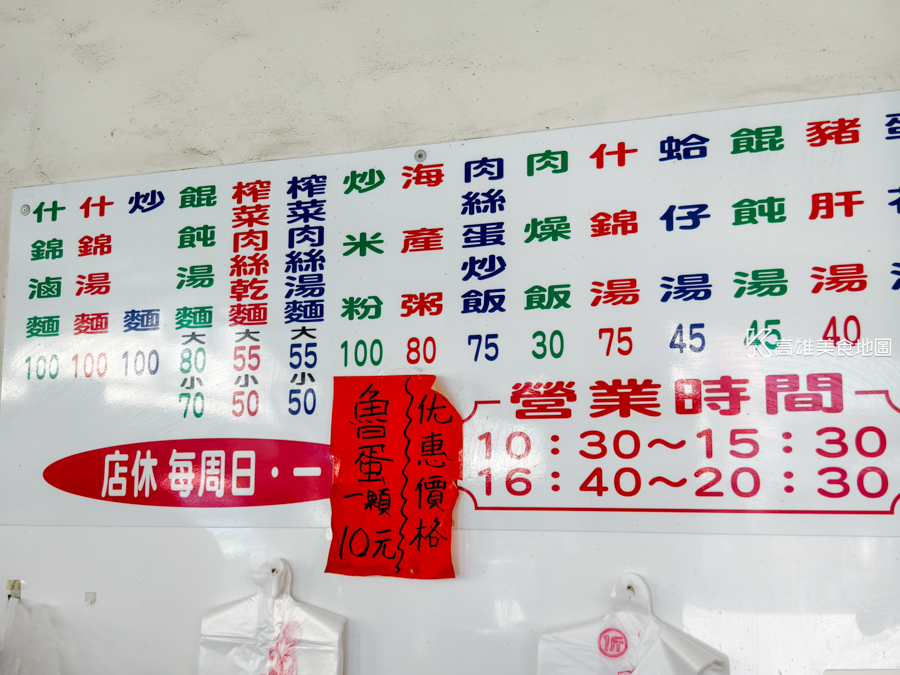 什錦滷麵 100
什錦湯麵 100
炒麵 100
餛飩湯麵 大80 小70
榨菜肉絲乾麵 大55 小50
榨菜肉絲湯麵 大55 小50
炒米粉 100
海產粥 80
肉絲蛋炒飯 75
肉燥飯 30
什錦湯 75
蛤仔湯 45
餛飩湯 45
豬肝湯 40
高雄美食地圖
營業時間
10：30～15：30
16：40～20：30
店休 每周日·一
魯蛋 一顆 10元
优惠價格
1斤